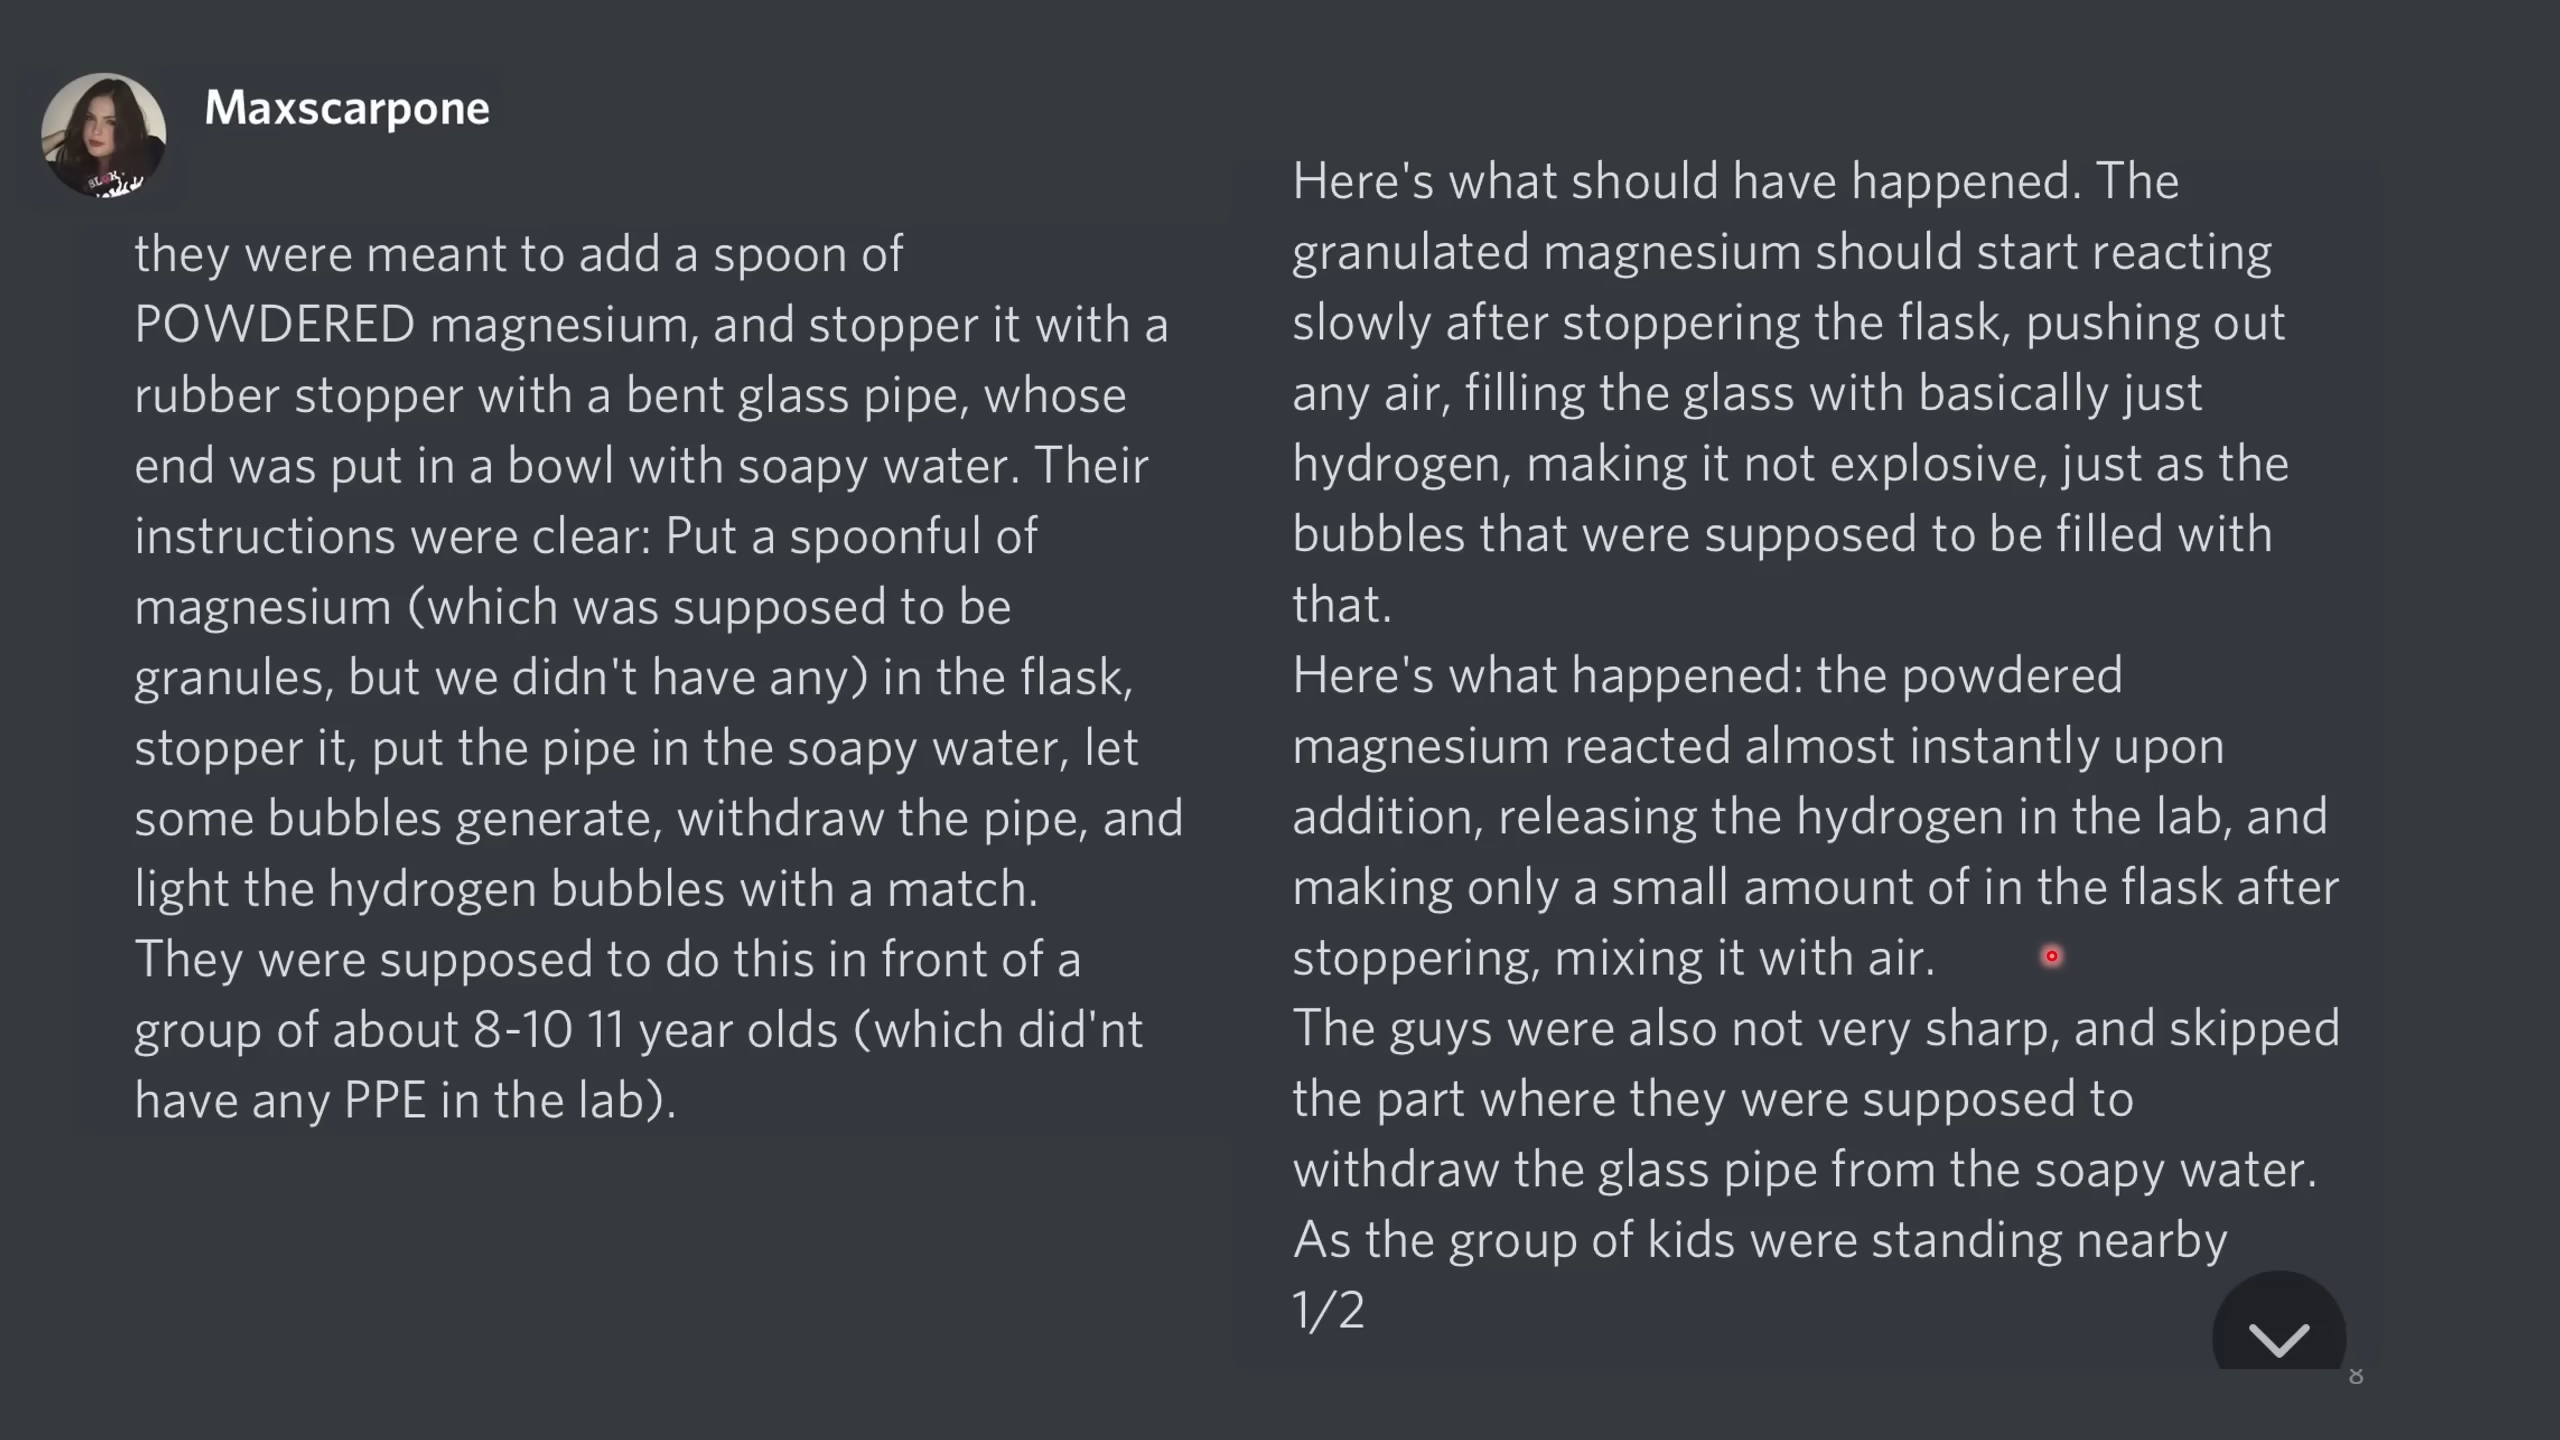 Maxscarpone
they were meant to add a spoon of
POWDERED magnesium, and stopper it with a
rubber stopper with a bent glass pipe, whose
end was put in a bowl with soapy water. Their
instructions were clear: Put a spoonful of
magnesium (which was supposed to be
granules, but we didn't have any) in the flask,
stopper it, put the pipe in the soapy water, let
some bubbles generate, withdraw the pipe, and
light the hydrogen bubbles with a match.
They were supposed to do this in front of a
group of about 8-10 11 year olds (which did'nt
have any PPE in the lab).
Here's what should have happened. The
granulated magnesium should start reacting
slowly after stoppering the flask, pushing out
any air, filling the glass with basically just
hydrogen, making it not explosive, just as the
bubbles that were supposed to be filled with
that.
Here's what happened: the powdered
magnesium reacted almost instantly upon
addition, releasing the hydrogen in the lab, and
making only a small amount of in the flask after
stoppering, mixing it with air.
The guys were also not very sharp, and skipped
the part where they were supposed to
withdraw the glass pipe from the soapy water.
As the group of kids were standing nearby
1/2
8